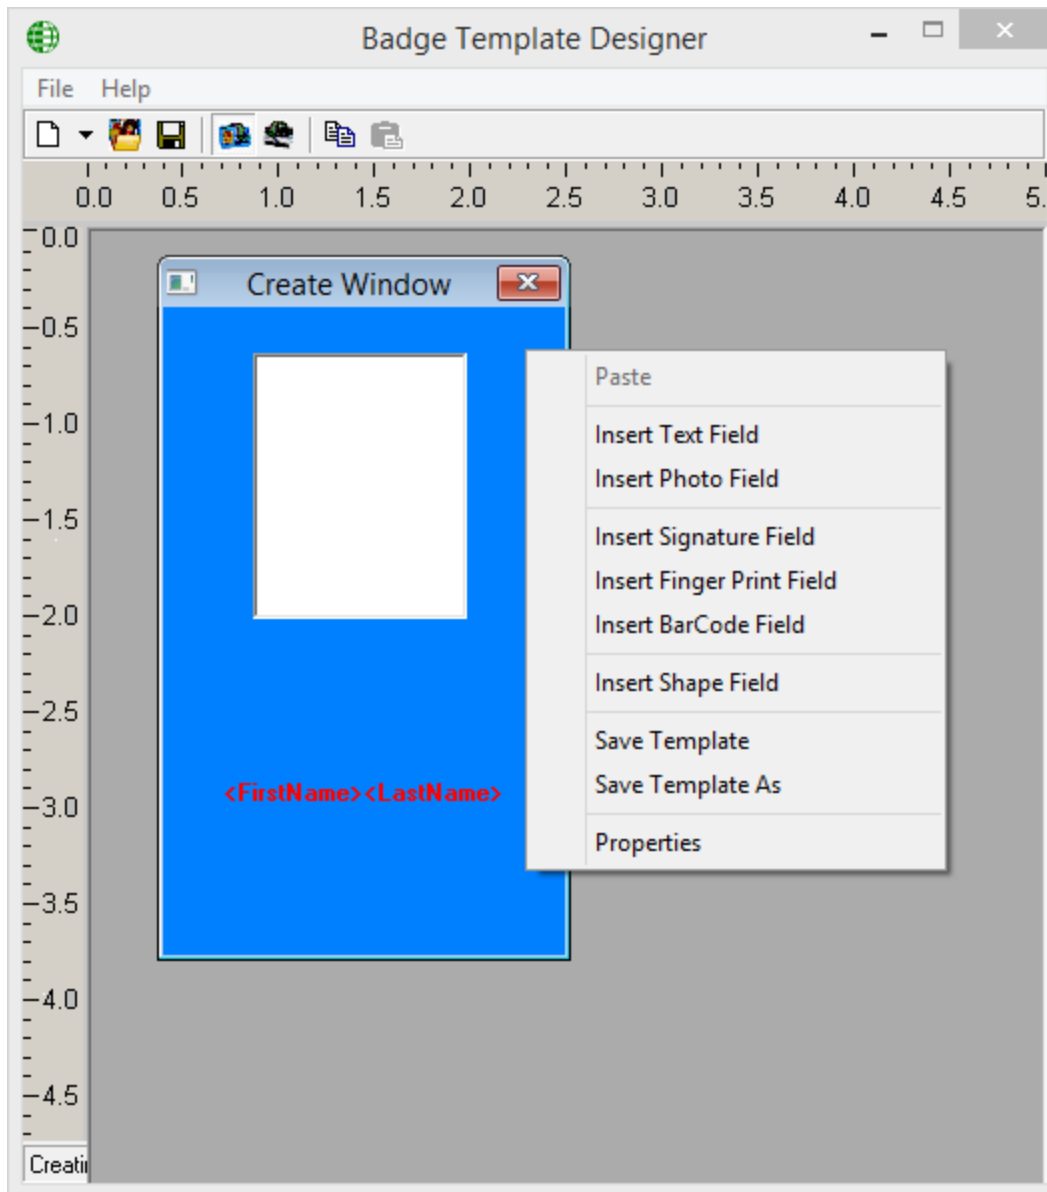 Badge Template Designer
File Help
0.0 0.5 1.0 1.5 2.0 2.5 3.0 3.5 4.0 4.5 5.
0.0
Create Window
0.5
Paste
1.0
Insert Text Field
Insert Photo Field
1.5
Insert Signature Field
Insert Finger Print Field
2.0
Insert BarCode Field
Insert Shape Field
2.5
Save Template
Save Template As
<FirstName><LastName>
3.0
Properties
3.5
4.0
4.5
Creati